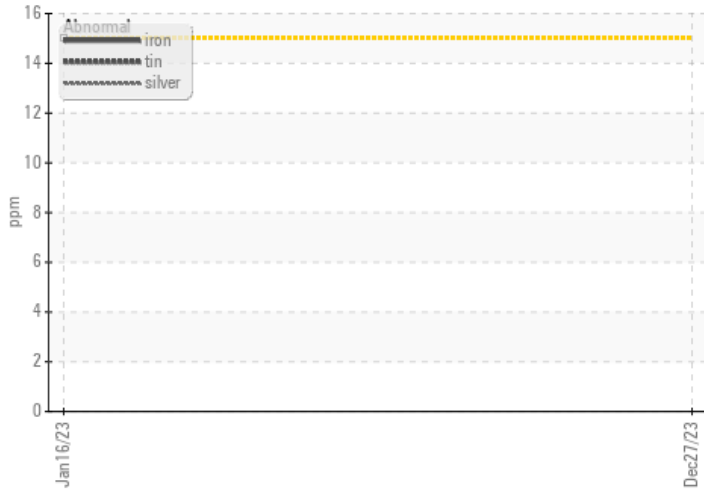 16
Abnormal
iron
tin
silver
14
12
10
8
6
4
2
0
ppm
Jan16/23
Dec27/23